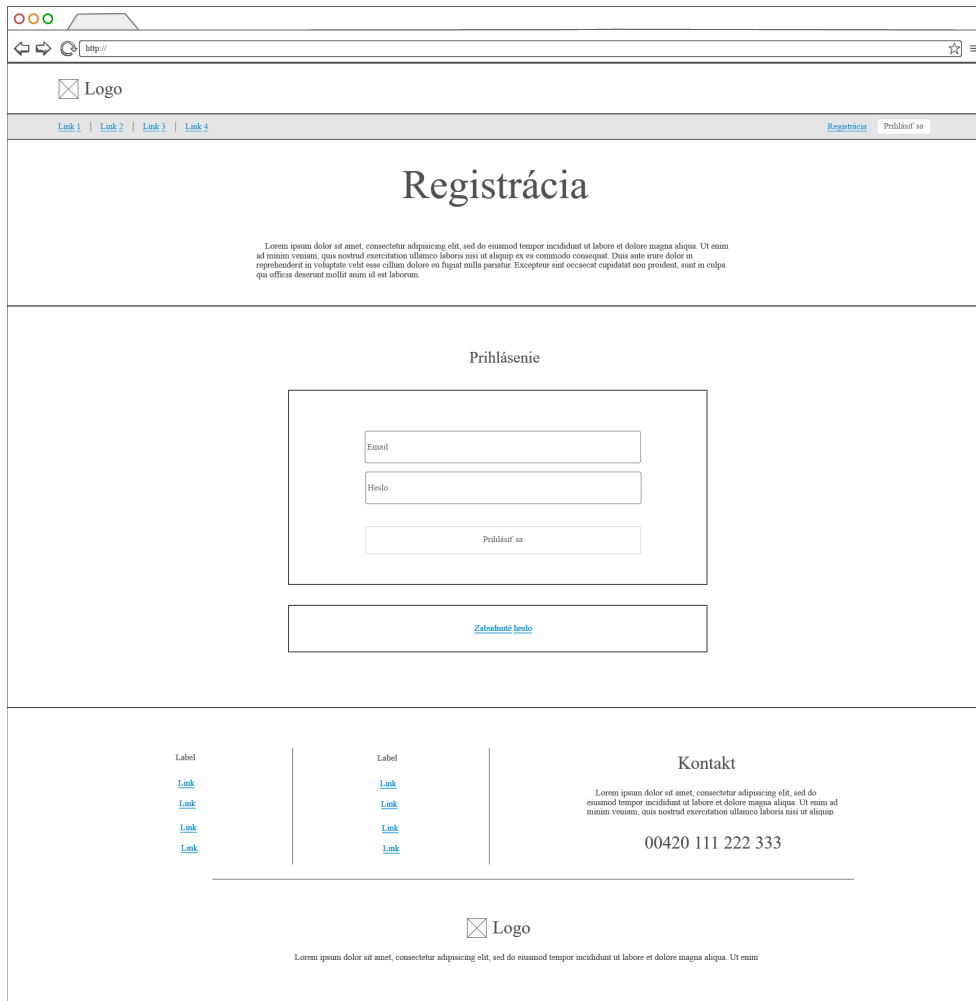 http://
Logo
Link 1 | Link 2 | Link 3 | Link 4
Registrácia Prihlásiť sa
Registrácia
Lorem ipsum dolor sit amet, consectetur adipisicing elit, sed do eiusmod tempor incididunt ut labore et dolore magna aliqua. Ut enim
ad minim veniam, quis nostrud exercitation ullamco laboris nisi ut aliquip ex ea commodo consequat. Duis aute irure dolor in
reprehenderit in voluptate velit esse cillum dolore eu fugiat nulla pariatur. Excepteur sint occaecat cupidatat non proident, sunt in culpa
qui officia deserunt mollit anim id est laborum.
Prihlásenie
Email
Heslo
Prihlásiť sa
Zabudnuté heslo
Label
Link
Link
Link
Link
Label
Link
Link
Link
Link
Kontakt
Lorem ipsum dolor sit amet, consectetur adipisicing elit, sed do
eiusmod tempor incididunt ut labore et dolore magna aliqua. Ut enim ad
minim veniam, quis nostrud exercitation ullamco laboris nisi ut aliquip
00420 111 222 333
Logo
Lorem ipsum dolor sit amet, consectetur adipisicing elit, sed do eiusmod tempor incididunt ut labore et dolore magna aliqua. Ut enim